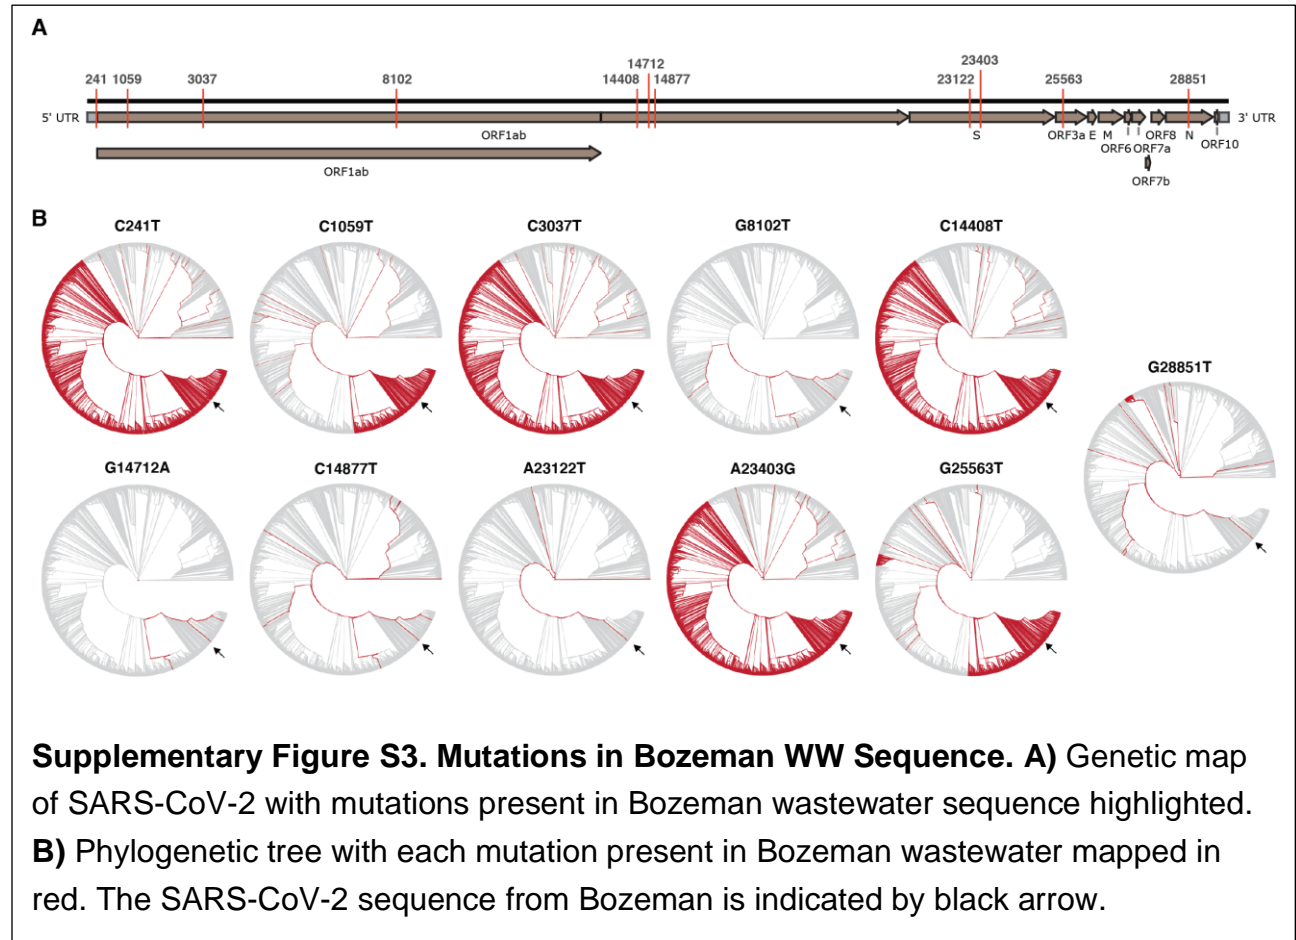 A
14712
23403
241 1059 3037 8102 14408 14877 23122 25563 28851
5' UTR 3' UTR
ORF1ab S ORF3a E M ORF8 N
ORF6 ORF7a ORF10
ORF1ab
ORF7b
B
C241T C1059T C3037T G8102T C14408T
G28851T
G14712A C14877T A23122T A23403G G25563T
Supplementary Figure S3. Mutations in Bozeman WW Sequence. A) Genetic map
of SARS-CoV-2 with mutations present in Bozeman wastewater sequence highlighted.
B) Phylogenetic tree with each mutation present in Bozeman wastewater mapped in
red. The SARS-CoV-2 sequence from Bozeman is indicated by black arrow.